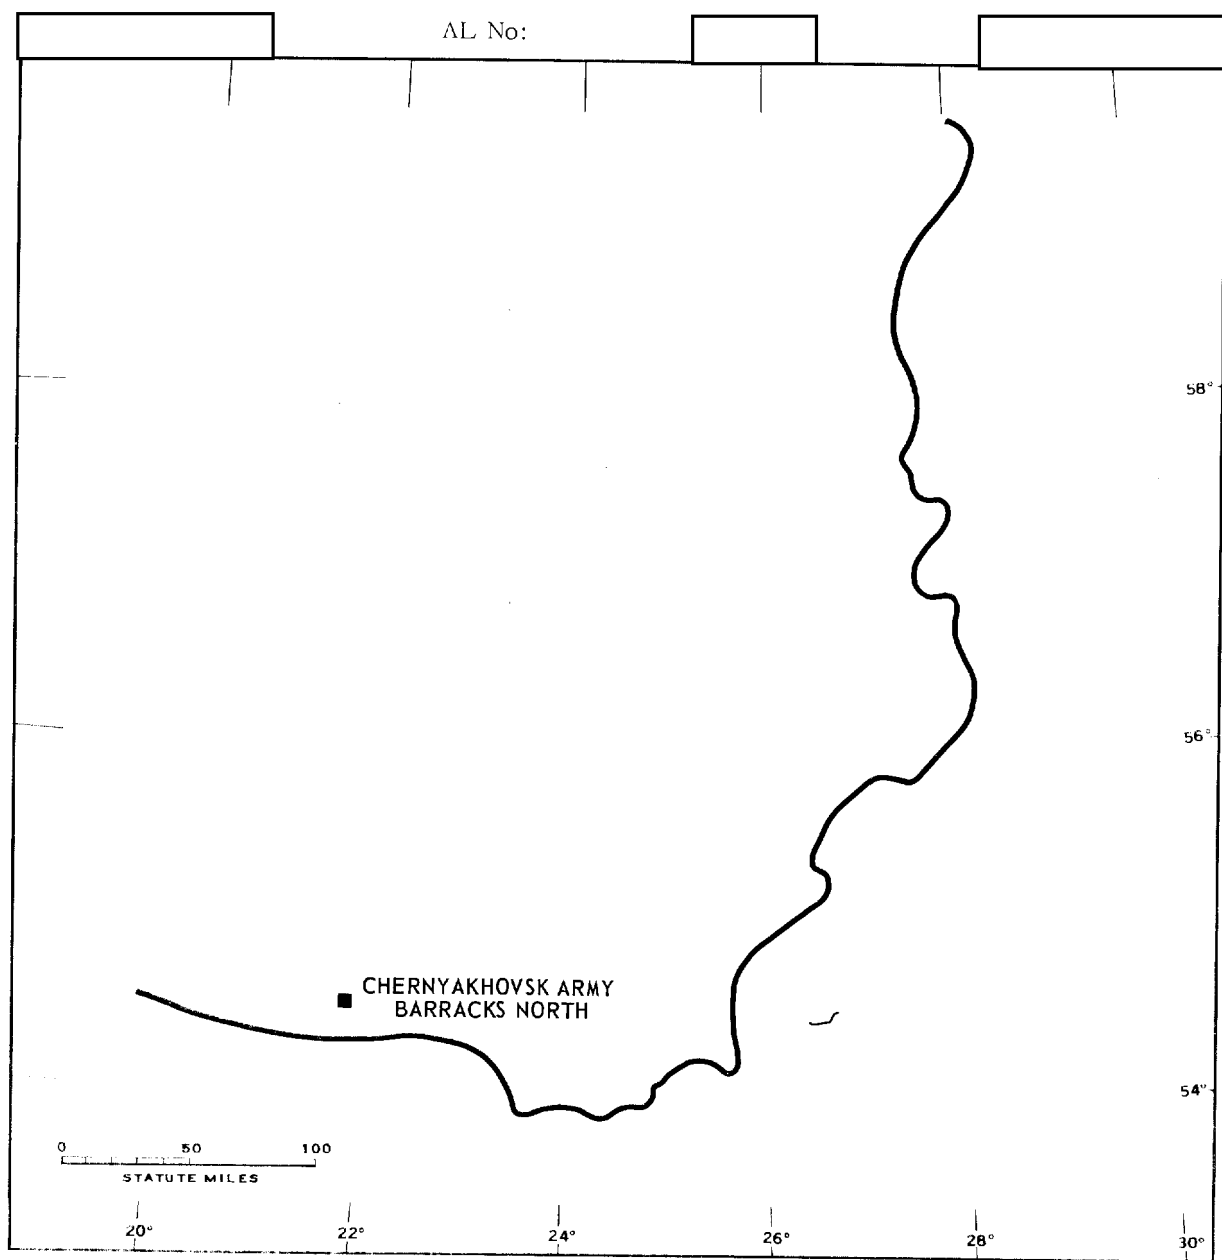 AL No:
58°
56°
CHERNYAKHOVSK ARMY
BARRACKS NORTH
54°
0 50 100
STATUTE MILES
20° 22° 24° 26° 28° 30°